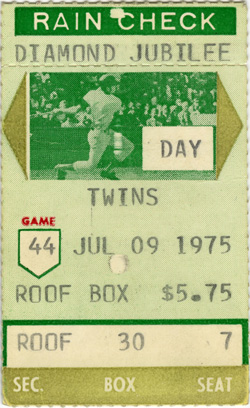 RAIN CHECK
DIAMOND JUBILEE
DAY
TWINS
GAME
44 JUL 09 1975
ROOF BOX $5.75
ROOF 30 7
SEC. BOX SEAT